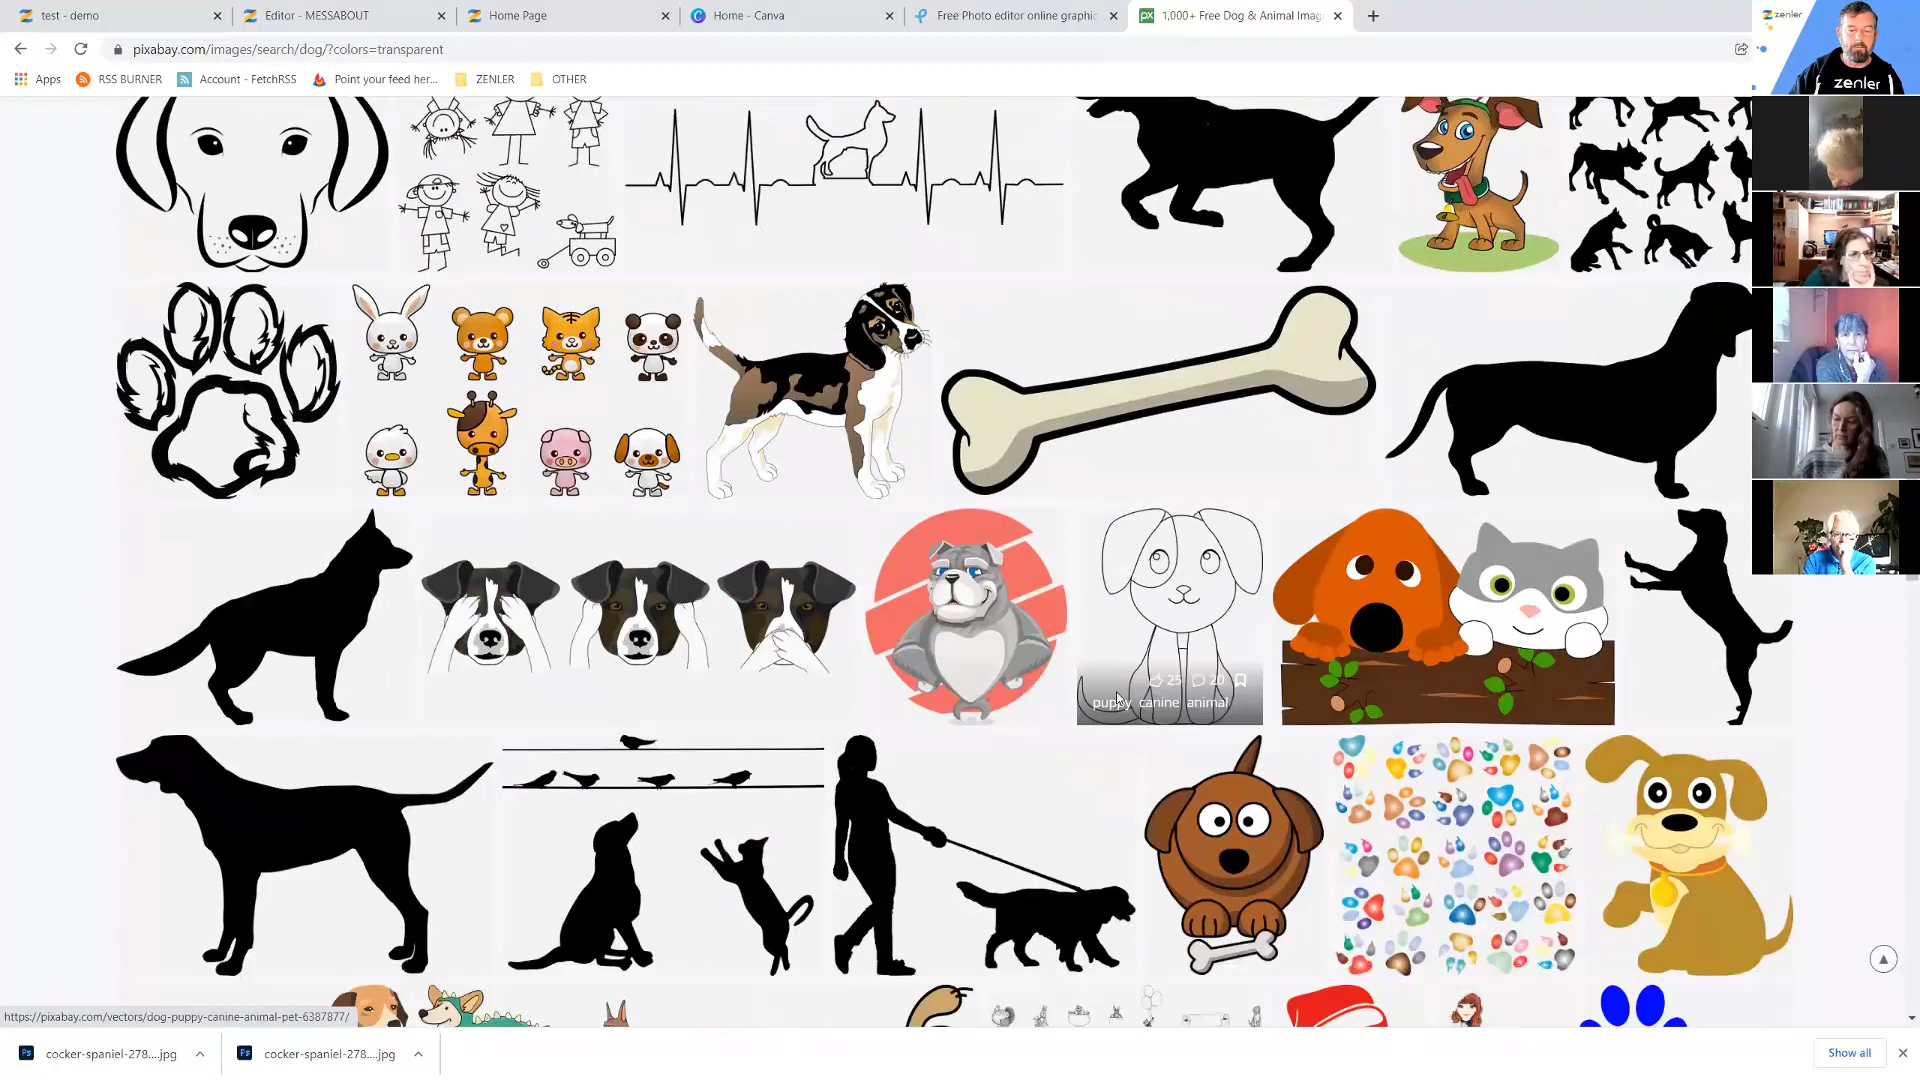 test - demo
Editor - MESSABOUT
Home Page
Home - Canva
Free Photo editor online graphic
1,000+ Free Dog & Animal Imag
pixabay.com/images/search/dog/?colors=transparent
Apps
RSS BURNER
Account - FetchRSS
Point your feed her...
ZENLER
OTHER
zenler
zenler
25
20
puppy canine animal
https://pixabay.com/vectors/dog-puppy-canine-animal-pet-6387877/
cocker-spaniel-278....jpg
cocker-spaniel-278....jpg
Show all